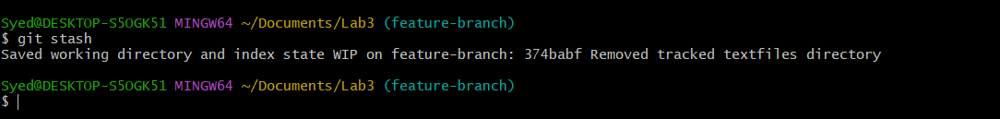 Syed@DESKTOP-S5OGK51 MINGW64 ~/Documents/Lab3 (feature-branch)
$ git stash
Saved working directory and index state WIP on feature-branch: 374babf Removed tracked textfiles directory
Syed@DESKTOP-S5OGK51 MINGW64 ~/Documents/Lab3 (feature-branch)
$